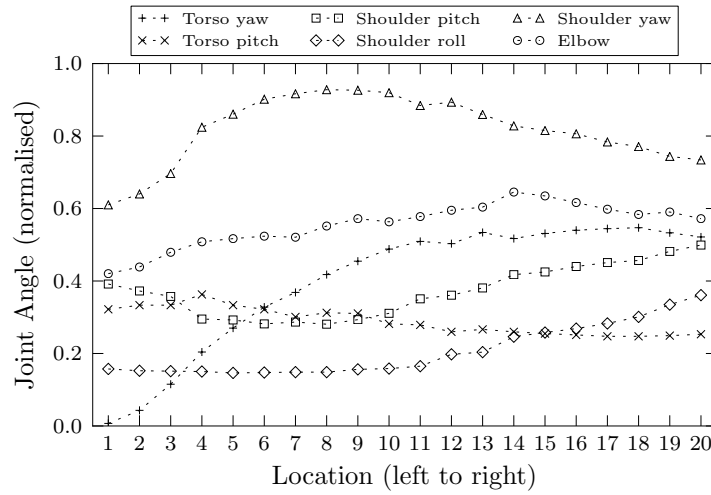 Torso yaw Shoulder pitch Shoulder yaw
Torso pitch Shoulder roll Elbow
1.0
0.8
0.6
0.4
0.2
0.0
Joint Angle (normalised)
1 2 3 4 5 6 7 8 9 10 11 12 13 14 15 16 17 18 19 20
Location (left to right)